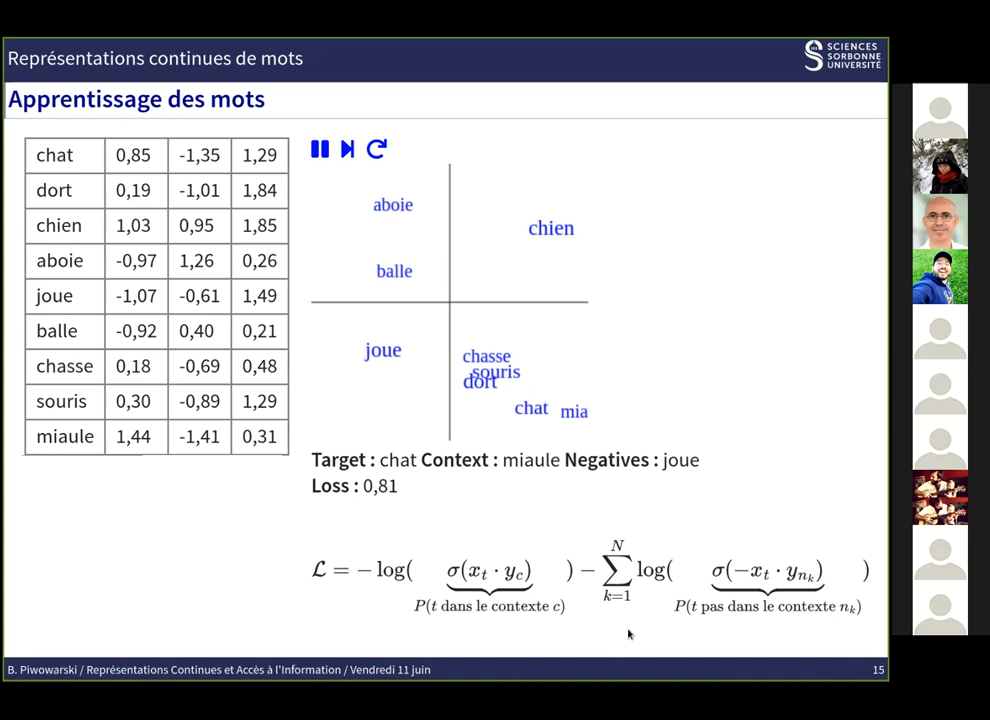 Représentations continues de mots
SCIENCES
SORBONNE
UNIVERSITÉ
Apprentissage des mots
chat 0,85 -1,35 1,29
dort 0,19 -1,01 1,84
chien 1,03 0,95 1,85
aboie -0,97 1,26 0,26
joue -1,07 -0,61 1,49
balle -0,92 0,40 0,21
chasse 0,18 -0,69 0,48
souris 0,30 -0,89 1,29
miaule 1,44 -1,41 0,31
aboie
chien
balle
joue
chasse
souris
dort
chat mia
Target : chat Context : miaule Negatives : joue
Loss : 0,81
ℒ = − log( σ(x_t · y_c) ) − ∑_{k=1}^{N} log( σ(−x_t · y_{n_k}) )
P(t dans le contexte c) P(t pas dans le contexte n_k)
B. Piwowarski / Représentations Continues et Accès à l'Information / Vendredi 11 juin 15